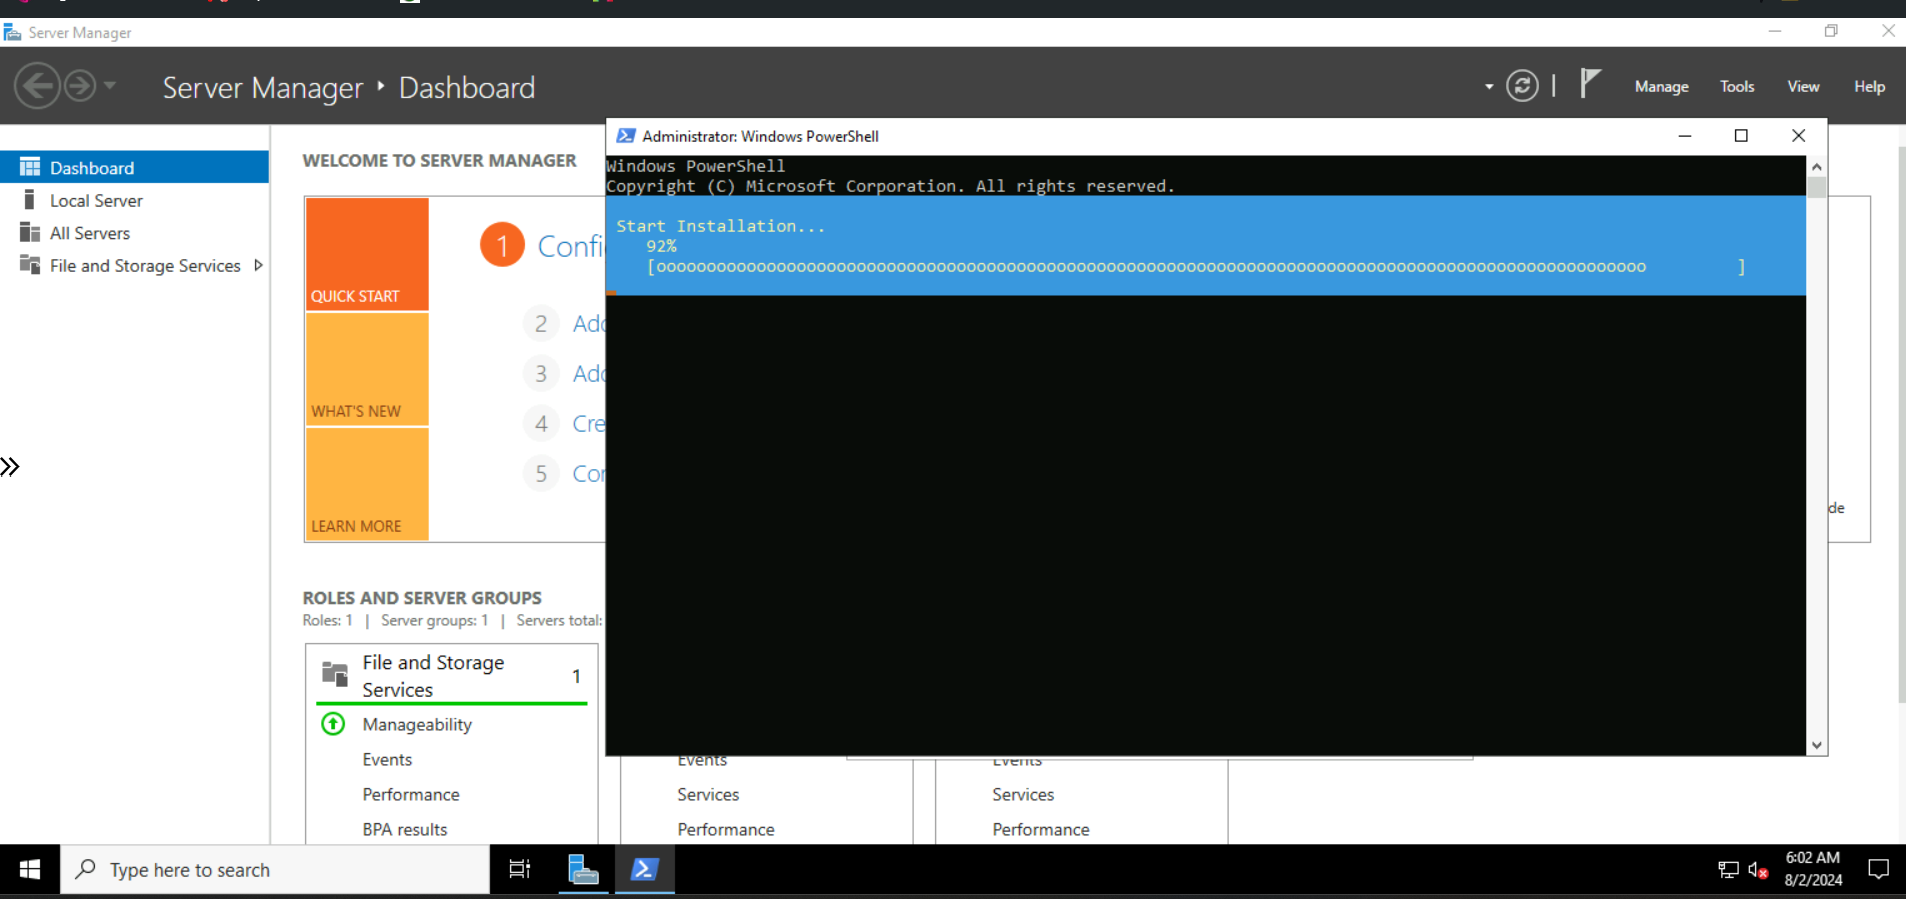 Server Manager
Server Manager ‣ Dashboard
Manage Tools View Help
Dashboard
Local Server
All Servers
File and Storage Services
WELCOME TO SERVER MANAGER
QUICK START
WHAT'S NEW
LEARN MORE
1 Confi
2 Add
3 Add
4 Cre
5 Con
de
Administrator: Windows PowerShell
Windows PowerShell
Copyright (C) Microsoft Corporation. All rights reserved.
Start Installation...
92%
[ooooooooooooooooooooooooooooooooooooooooooooooooooooooooooooooooooooooooooooooooooooooooooooooooooo         ]
ROLES AND SERVER GROUPS
Roles: 1 | Server groups: 1 | Servers total:
File and Storage
Services
1
Manageability
Events
Performance
BPA results
Events
Services
Performance
Events
Services
Performance
Type here to search
6:02 AM
8/2/2024